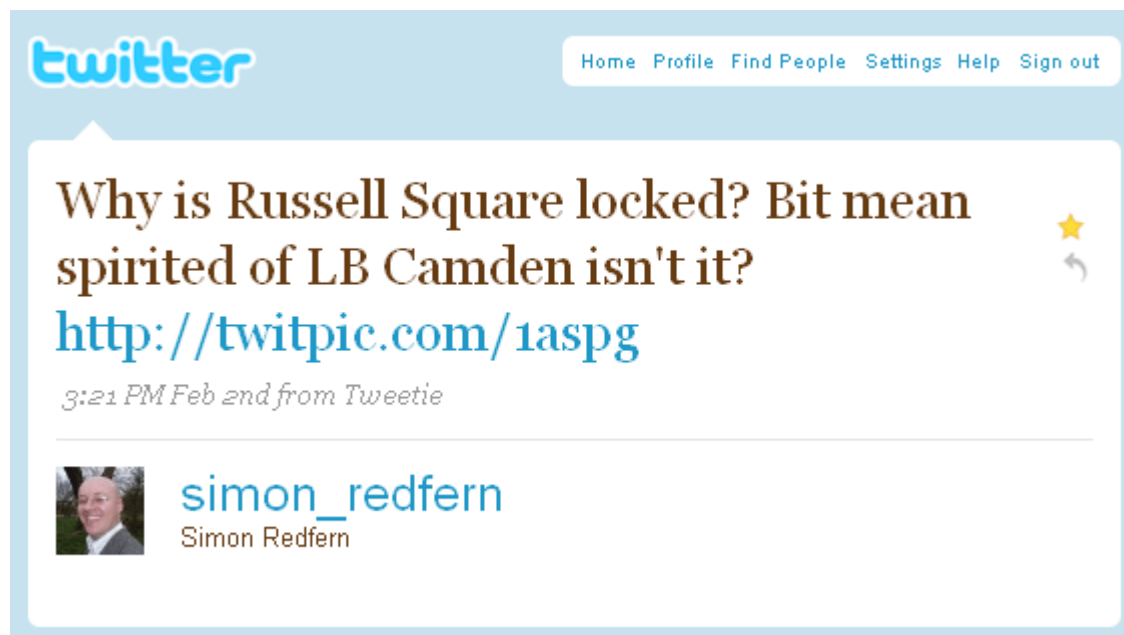 twitter
Home Profile Find People Settings Help Sign out
Why is Russell Square locked? Bit mean
spirited of LB Camden isn't it?
http://twitpic.com/1aspg
3:21 PM Feb 2nd from Tweetie
simon_redfern
Simon Redfern